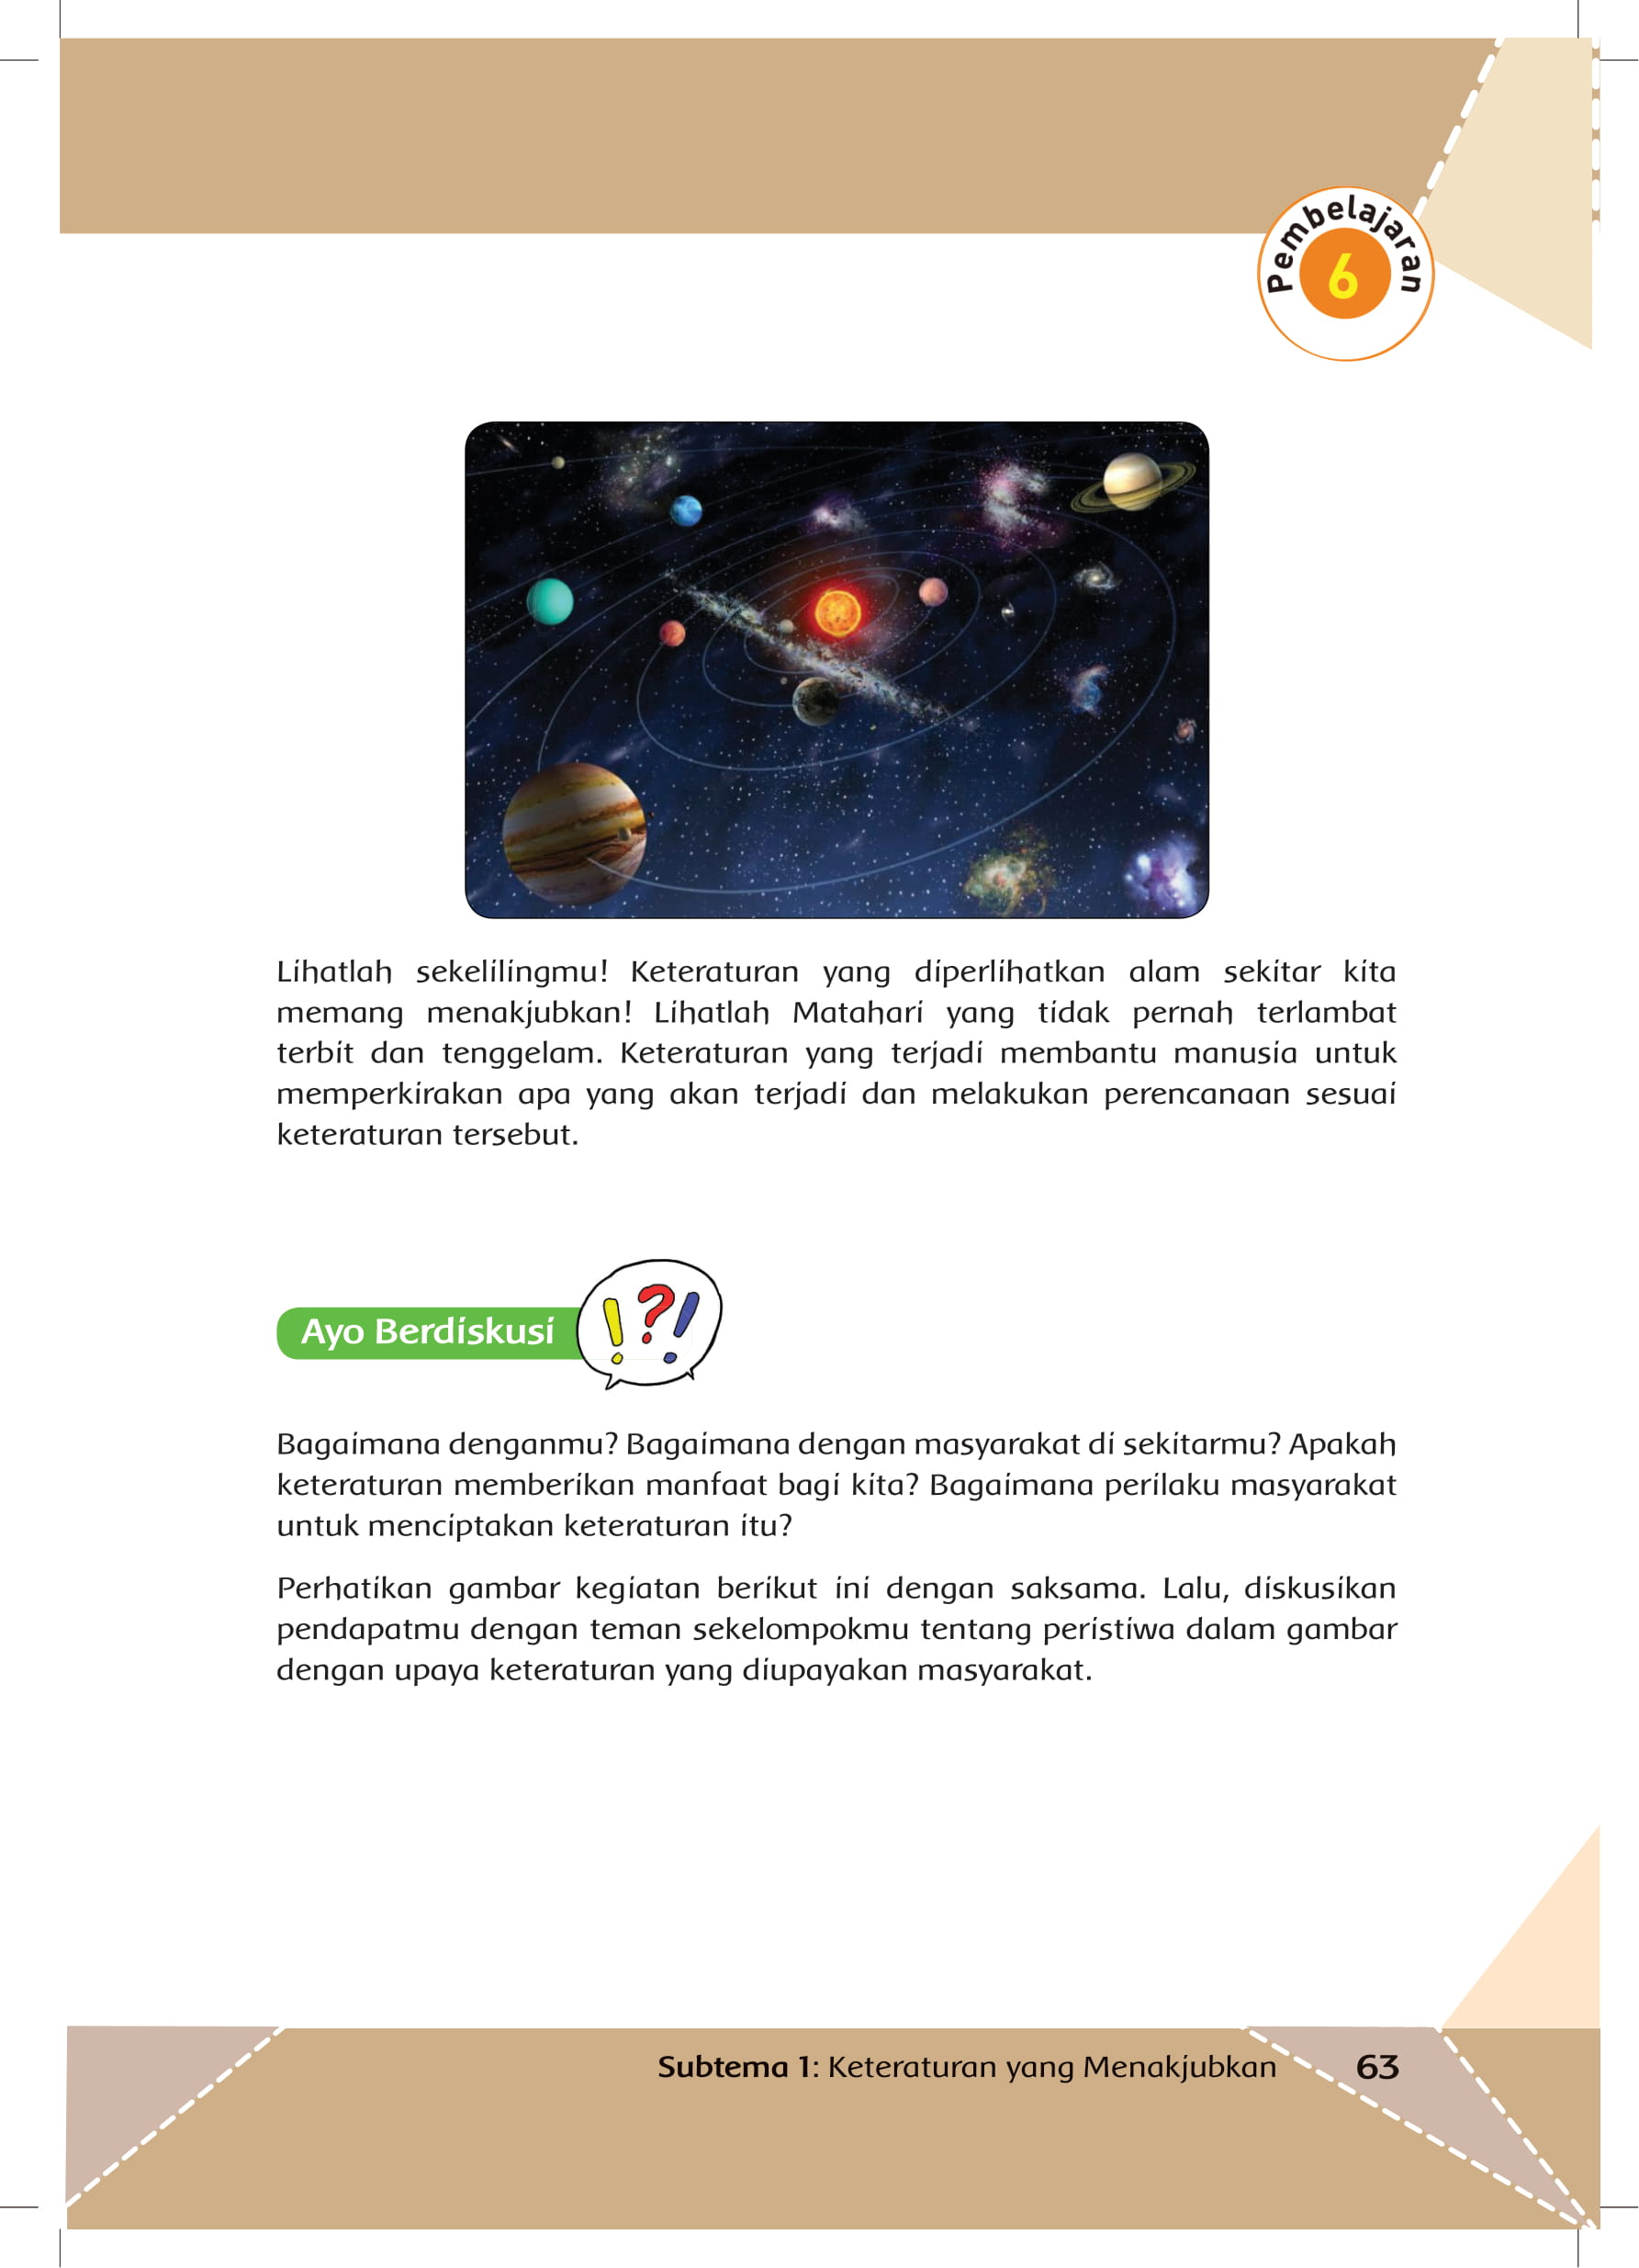 Pembelajaran
6
Lihatlah sekelilingmu! Keteraturan yang diperlihatkan alam sekitar kita
memang menakjubkan! Lihatlah Matahari yang tidak pernah terlambat
terbit dan tenggelam. Keteraturan yang terjadi membantu manusia untuk
memperkirakan apa yang akan terjadi dan melakukan perencanaan sesuai
keteraturan tersebut.
Ayo Berdiskusi
!?!
Bagaimana denganmu? Bagaimana dengan masyarakat di sekitarmu? Apakah
keteraturan memberikan manfaat bagi kita? Bagaimana perilaku masyarakat
untuk menciptakan keteraturan itu?
Perhatikan gambar kegiatan berikut ini dengan saksama. Lalu, diskusikan
pendapatmu dengan teman sekelompokmu tentang peristiwa dalam gambar
dengan upaya keteraturan yang diupayakan masyarakat.
Subtema 1: Keteraturan yang Menakjubkan 63